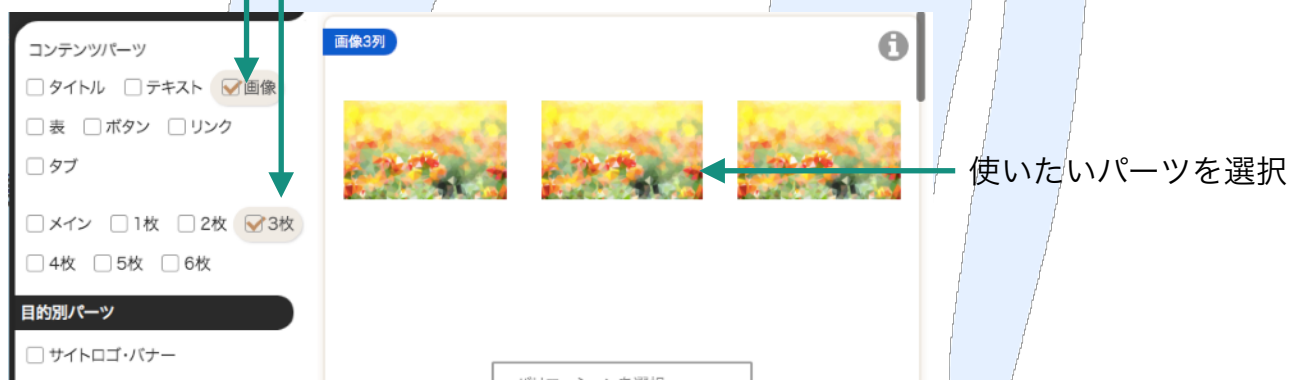 コンテンツパーツ
タイトル テキスト 画像
表 ボタン リンク
タブ
メイン 1枚 2枚 3枚
4枚 5枚 6枚
目的別パーツ
サイトロゴ・バナー
画像3列
使いたいパーツを選択